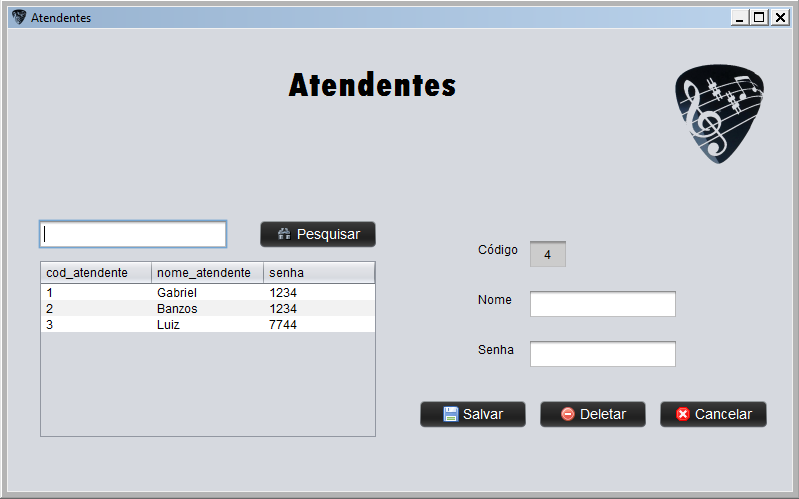 Atendentes
Atendentes
Pesquisar
cod_atendente nome_atendente senha
1 Gabriel 1234
2 Banzos 1234
3 Luiz 7744
Código 4
Nome
Senha
Salvar Deletar Cancelar